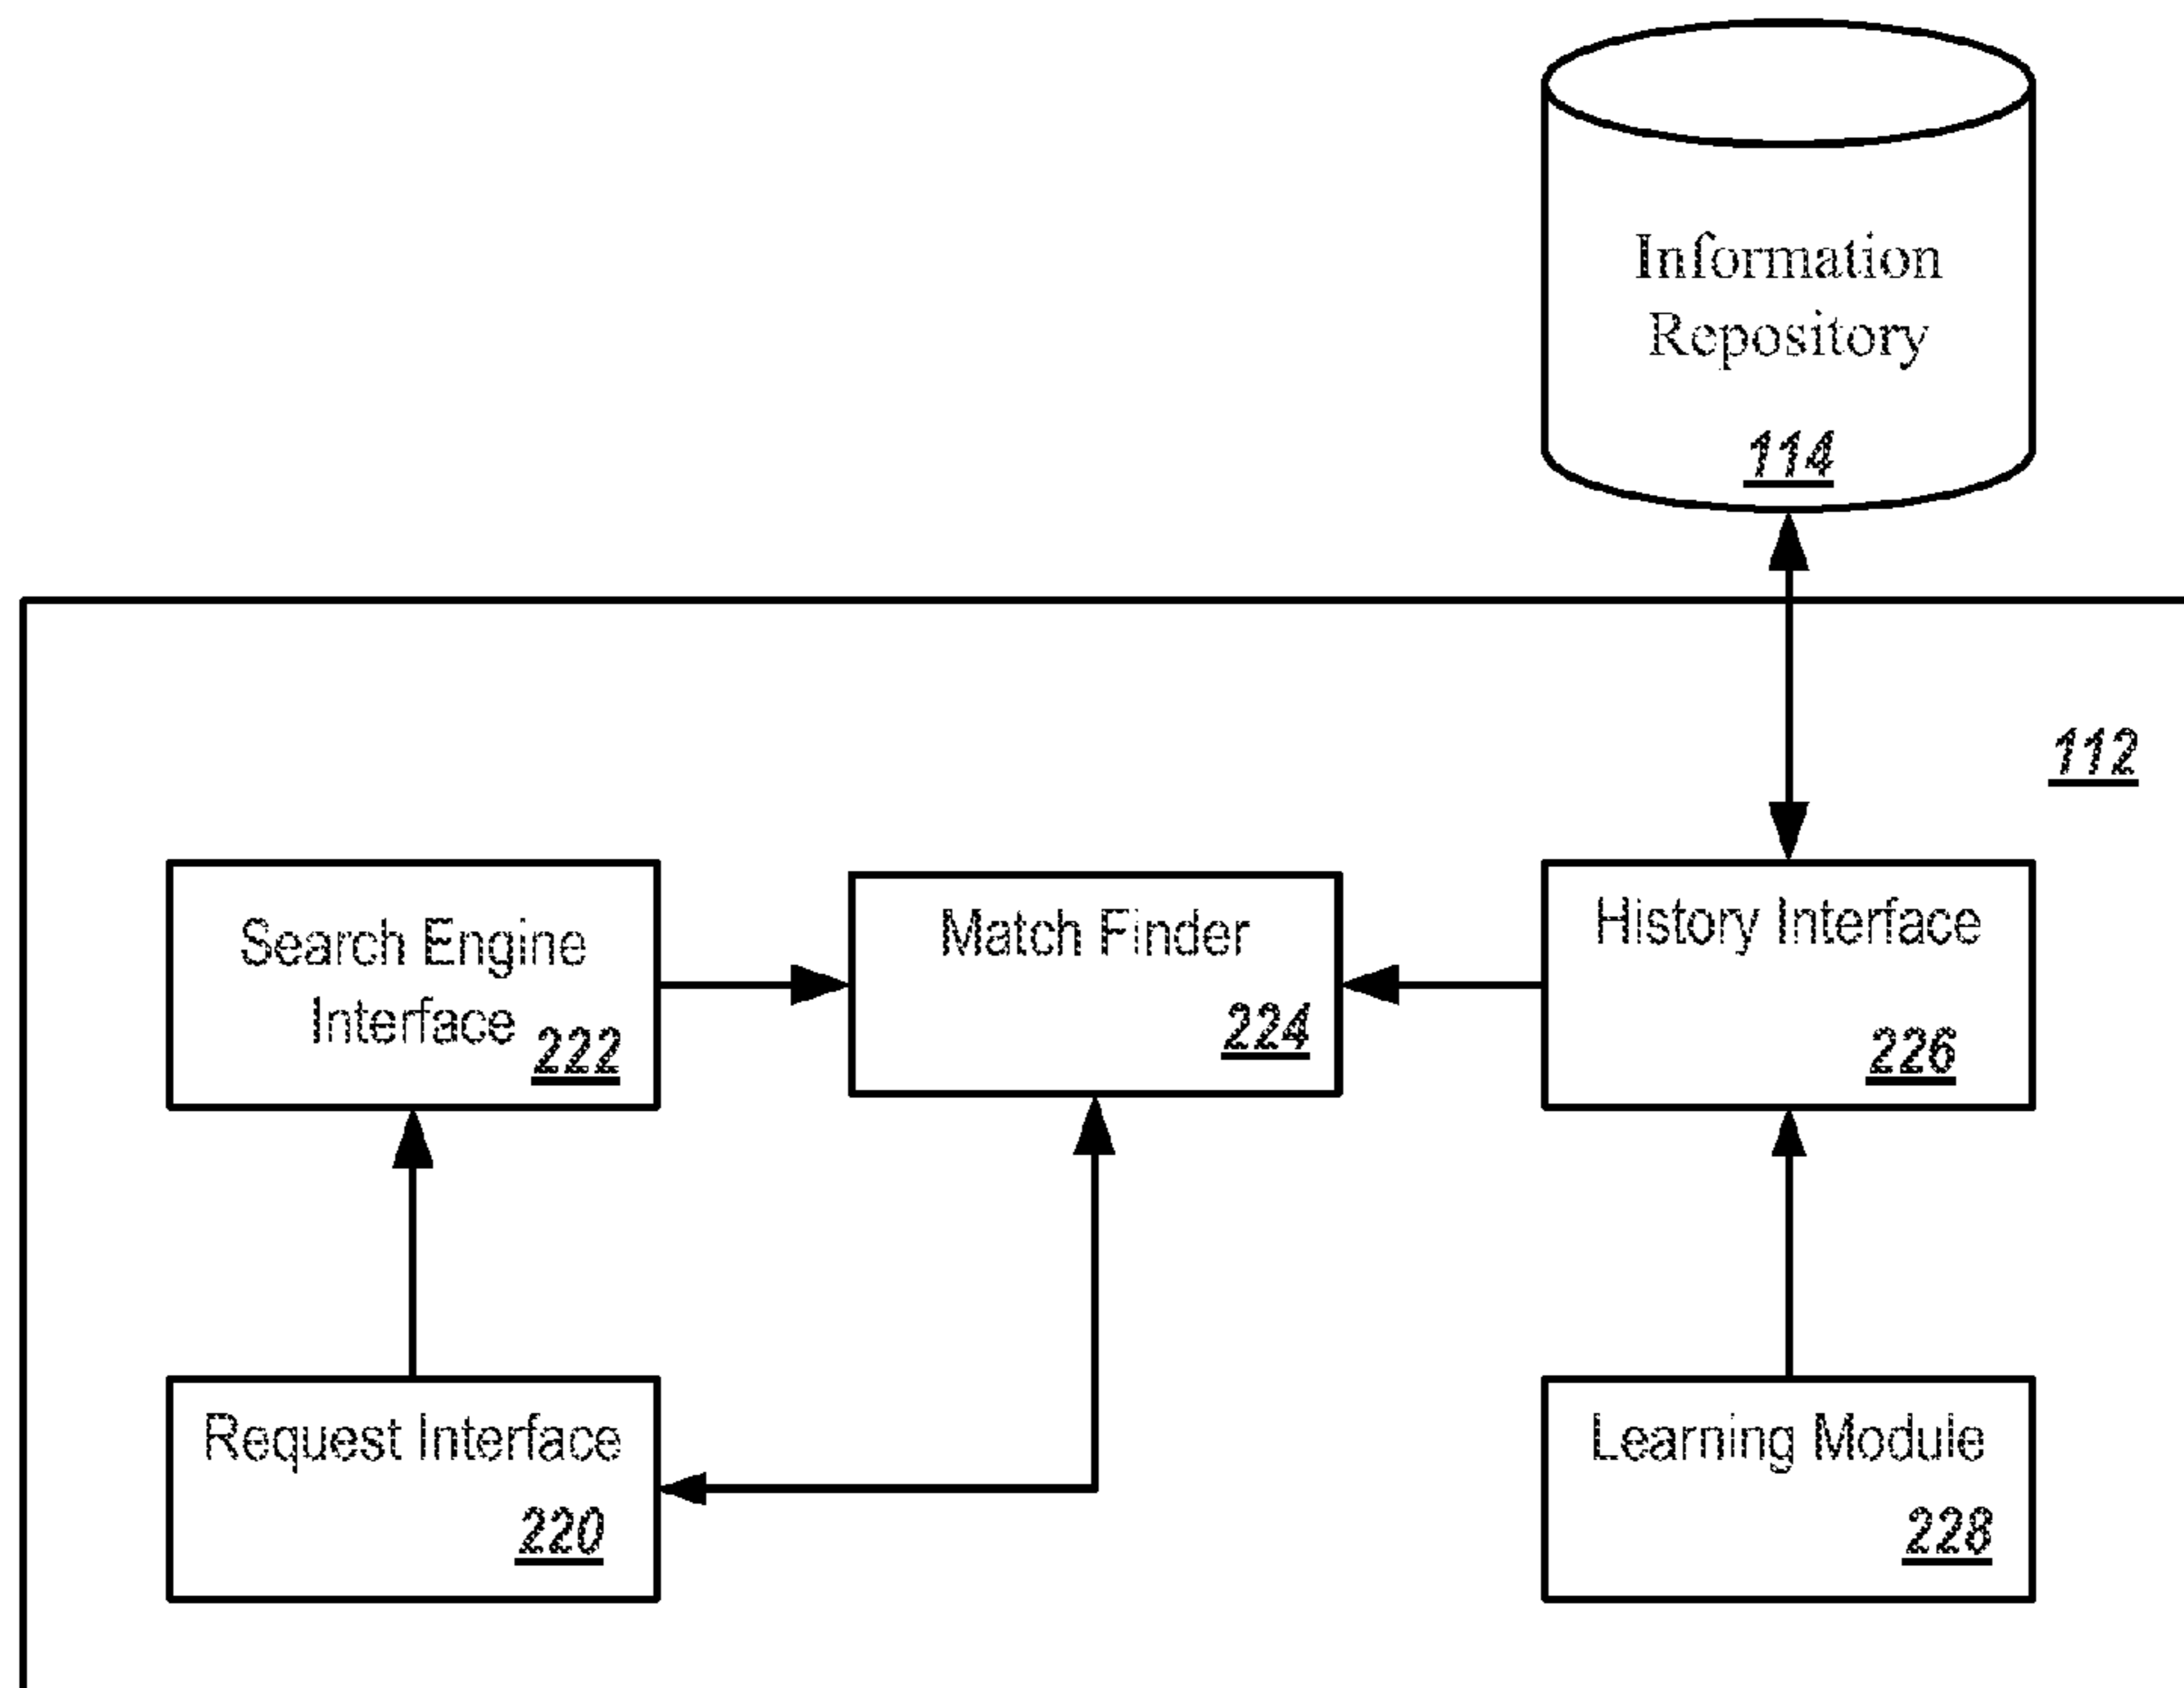 Information
Repository
114
112
Search Engine
Interface
222
Match Finder
224
History Interface
226
Request Interface
220
Learning Module
228